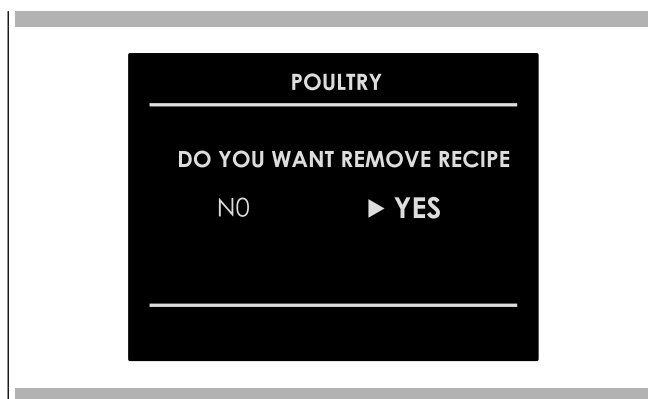 POULTRY
DO YOU WANT REMOVE RECIPE
N0 ▶ YES